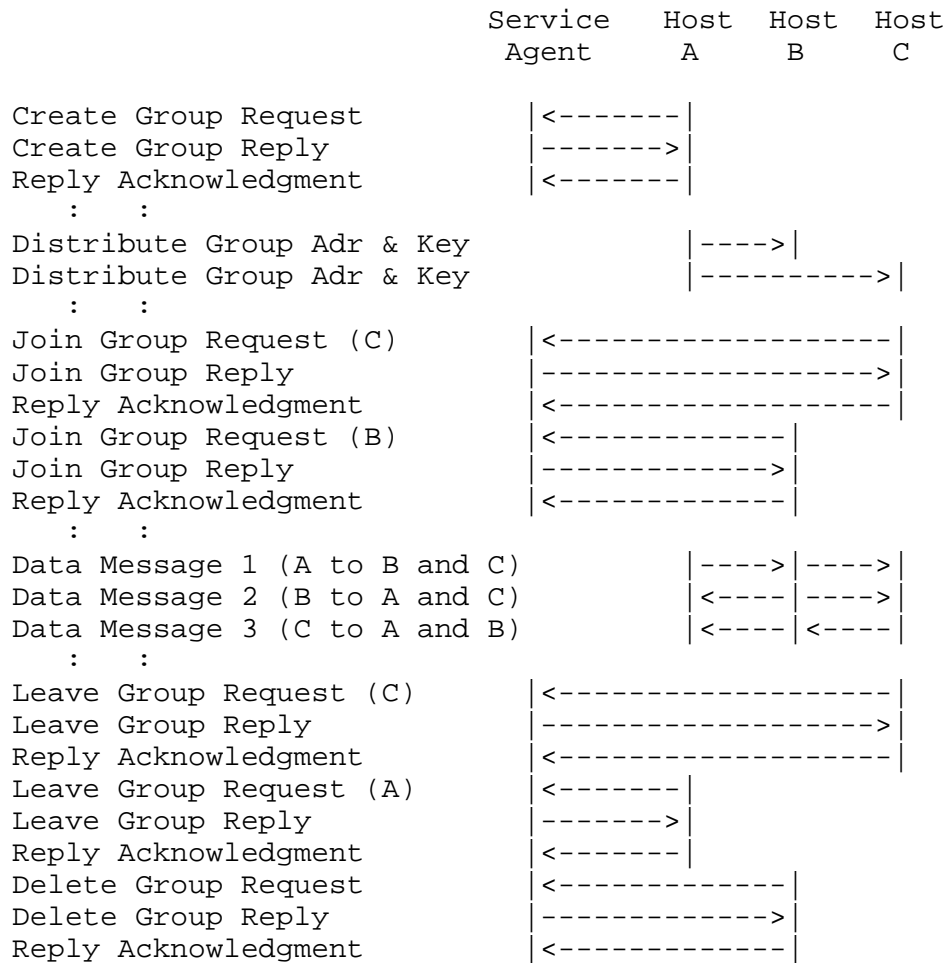 Service    Host   Host   Host
                                   Agent      A      B      C

Create Group Request                 |<-------|
Create Group Reply                   |------->|
Reply Acknowledgment                 |<-------|
   :   :
Distribute Group Adr & Key                    |---->|
Distribute Group Adr & Key                    |---------->|
   :   :
Join Group Request (C)               |<-------------------|
Join Group Reply                     |------------------->|
Reply Acknowledgment                 |<-------------------|
Join Group Request (B)               |<-------------|
Join Group Reply                     |------------->|
Reply Acknowledgment                 |<-------------|
   :   :
Data Message 1 (A to B and C)                 |---->|---->|
Data Message 2 (B to A and C)                 |<----|---->|
Data Message 3 (C to A and B)                 |<----|<----|
   :   :
Leave Group Request (C)              |<-------------------|
Leave Group Reply                    |------------------->|
Reply Acknowledgment                 |<-------------------|
Leave Group Request (A)              |<-------|
Leave Group Reply                    |------->|
Reply Acknowledgment                 |<-------|
Delete Group Request                 |<-------------|
Delete Group Reply                   |------------->|
Reply Acknowledgment                 |<-------------|